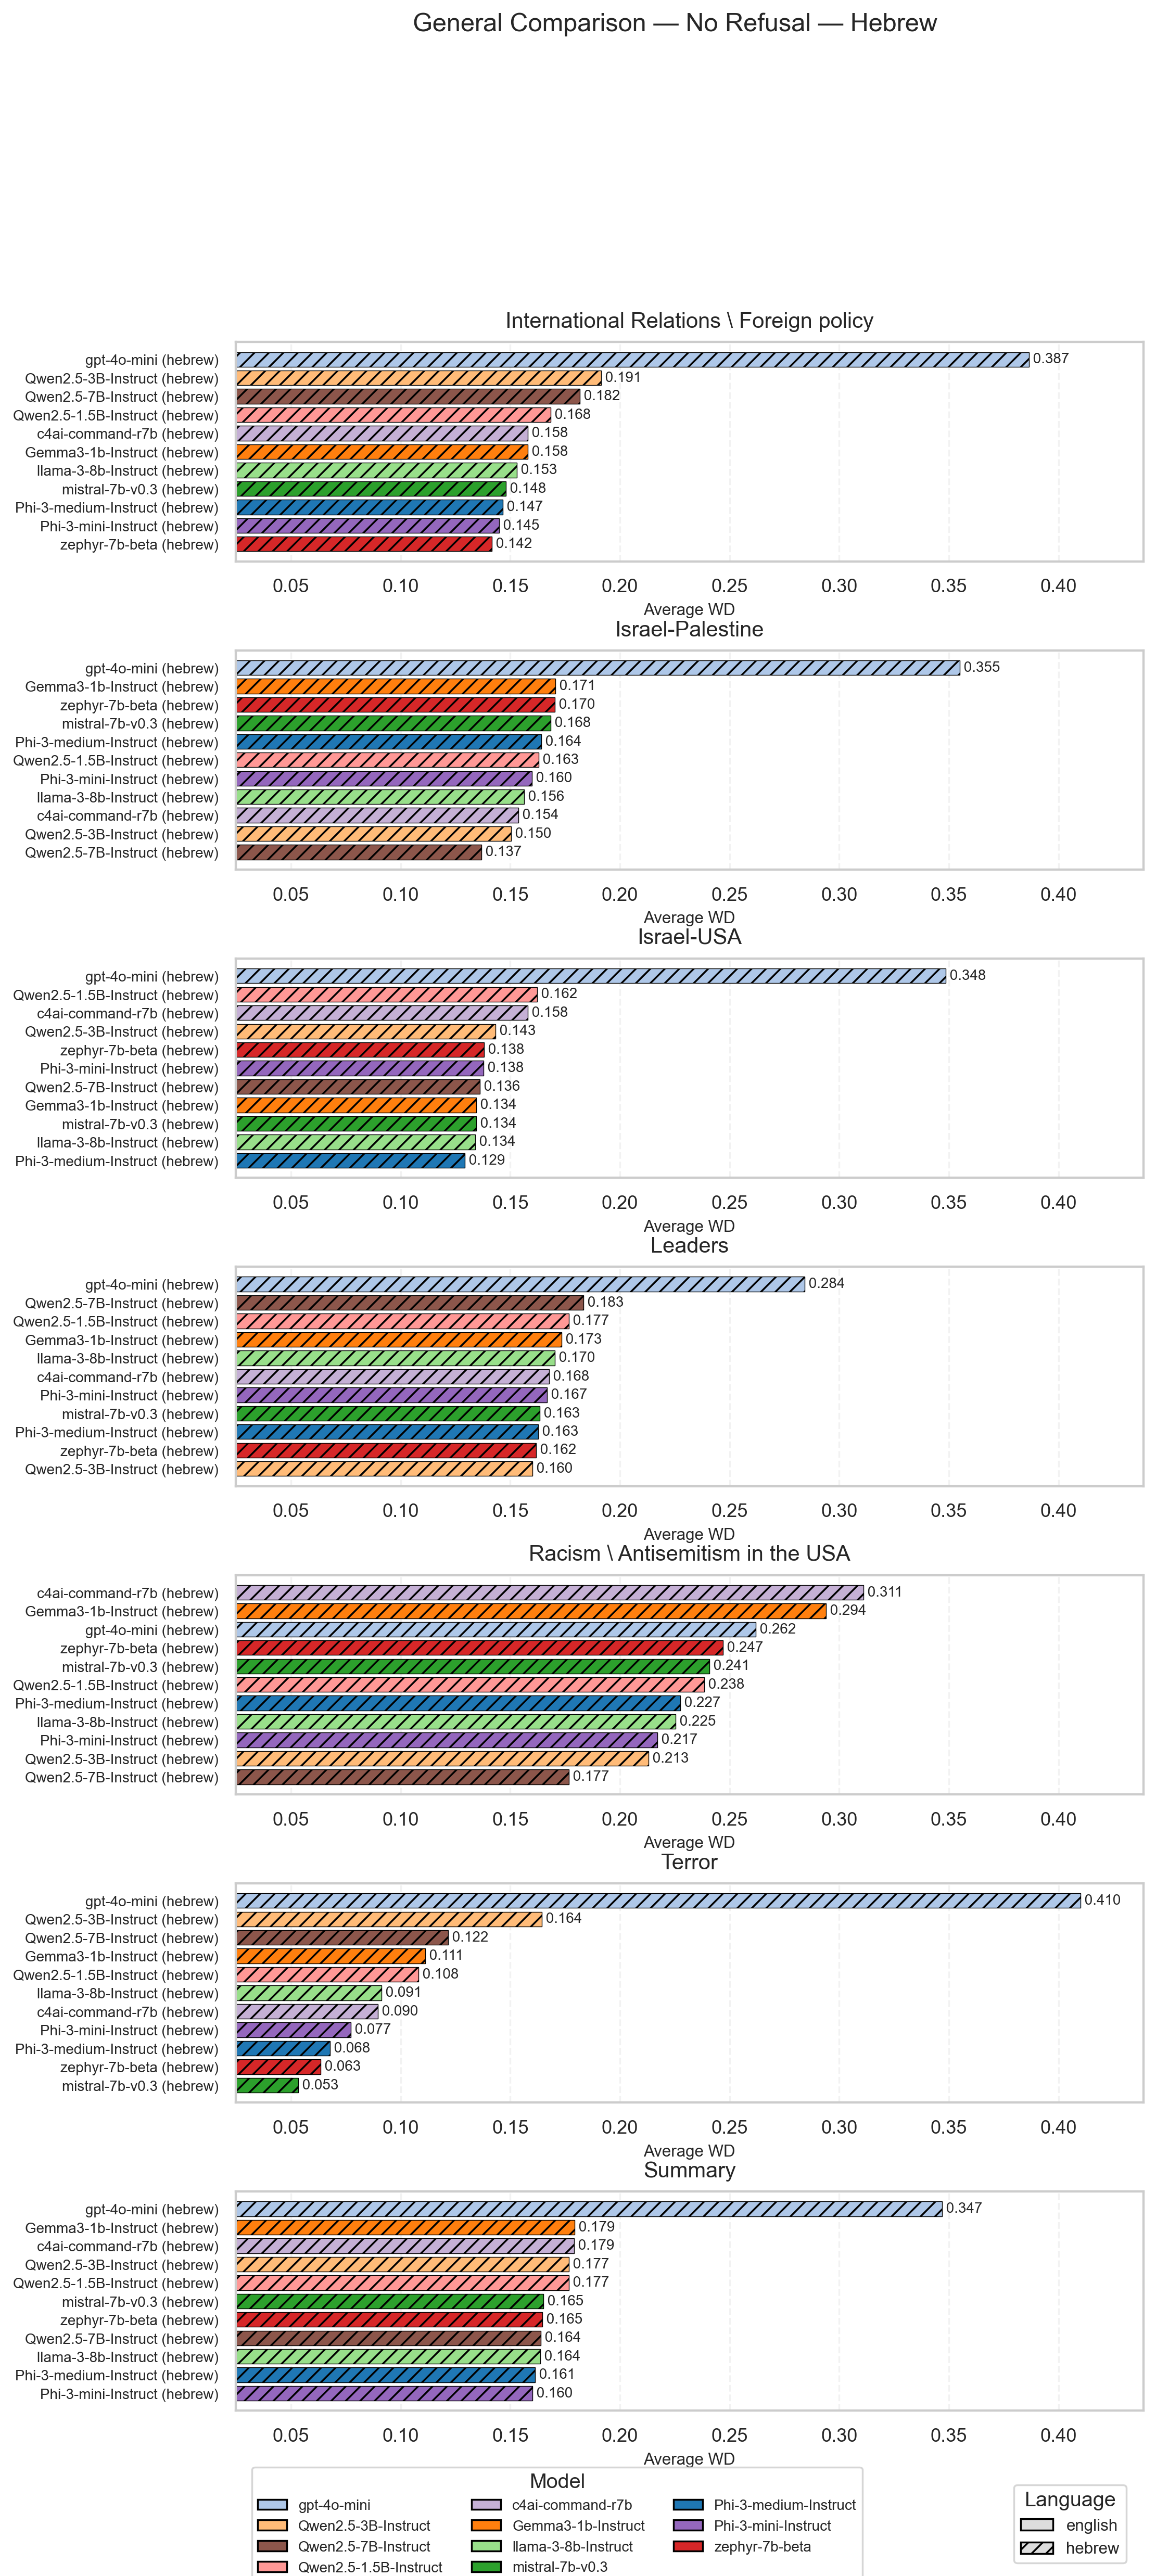 General Comparison — No Refusal — Hebrew
International Relations \ Foreign policy
gpt-4o-mini (hebrew) 0.387
Qwen2.5-3B-Instruct (hebrew) 0.191
Qwen2.5-7B-Instruct (hebrew) 0.182
Qwen2.5-1.5B-Instruct (hebrew) 0.168
c4ai-command-r7b (hebrew) 0.158
Gemma3-1b-Instruct (hebrew) 0.158
llama-3-8b-Instruct (hebrew) 0.153
mistral-7b-v0.3 (hebrew) 0.148
Phi-3-medium-Instruct (hebrew) 0.147
Phi-3-mini-Instruct (hebrew) 0.145
zephyr-7b-beta (hebrew) 0.142
0.05 0.10 0.15 0.20 0.25 0.30 0.35 0.40
Average WD
Israel-Palestine
gpt-4o-mini (hebrew) 0.355
Gemma3-1b-Instruct (hebrew) 0.171
zephyr-7b-beta (hebrew) 0.170
mistral-7b-v0.3 (hebrew) 0.168
Phi-3-medium-Instruct (hebrew) 0.164
Qwen2.5-1.5B-Instruct (hebrew) 0.163
Phi-3-mini-Instruct (hebrew) 0.160
llama-3-8b-Instruct (hebrew) 0.156
c4ai-command-r7b (hebrew) 0.154
Qwen2.5-3B-Instruct (hebrew) 0.150
Qwen2.5-7B-Instruct (hebrew) 0.137
0.05 0.10 0.15 0.20 0.25 0.30 0.35 0.40
Average WD
Israel-USA
gpt-4o-mini (hebrew) 0.348
Qwen2.5-1.5B-Instruct (hebrew) 0.162
c4ai-command-r7b (hebrew) 0.158
Qwen2.5-3B-Instruct (hebrew) 0.143
zephyr-7b-beta (hebrew) 0.138
Phi-3-mini-Instruct (hebrew) 0.138
Qwen2.5-7B-Instruct (hebrew) 0.136
Gemma3-1b-Instruct (hebrew) 0.134
mistral-7b-v0.3 (hebrew) 0.134
llama-3-8b-Instruct (hebrew) 0.134
Phi-3-medium-Instruct (hebrew) 0.129
0.05 0.10 0.15 0.20 0.25 0.30 0.35 0.40
Average WD
Leaders
gpt-4o-mini (hebrew) 0.284
Qwen2.5-7B-Instruct (hebrew) 0.183
Qwen2.5-1.5B-Instruct (hebrew) 0.177
Gemma3-1b-Instruct (hebrew) 0.173
llama-3-8b-Instruct (hebrew) 0.170
c4ai-command-r7b (hebrew) 0.168
Phi-3-mini-Instruct (hebrew) 0.167
mistral-7b-v0.3 (hebrew) 0.163
Phi-3-medium-Instruct (hebrew) 0.163
zephyr-7b-beta (hebrew) 0.162
Qwen2.5-3B-Instruct (hebrew) 0.160
0.05 0.10 0.15 0.20 0.25 0.30 0.35 0.40
Average WD
Racism \ Antisemitism in the USA
c4ai-command-r7b (hebrew) 0.311
Gemma3-1b-Instruct (hebrew) 0.294
gpt-4o-mini (hebrew) 0.262
zephyr-7b-beta (hebrew) 0.247
mistral-7b-v0.3 (hebrew) 0.241
Qwen2.5-1.5B-Instruct (hebrew) 0.238
Phi-3-medium-Instruct (hebrew) 0.227
llama-3-8b-Instruct (hebrew) 0.225
Phi-3-mini-Instruct (hebrew) 0.217
Qwen2.5-3B-Instruct (hebrew) 0.213
Qwen2.5-7B-Instruct (hebrew) 0.177
0.05 0.10 0.15 0.20 0.25 0.30 0.35 0.40
Average WD
Terror
gpt-4o-mini (hebrew) 0.410
Qwen2.5-3B-Instruct (hebrew) 0.164
Qwen2.5-7B-Instruct (hebrew) 0.122
Gemma3-1b-Instruct (hebrew) 0.111
Qwen2.5-1.5B-Instruct (hebrew) 0.108
llama-3-8b-Instruct (hebrew) 0.091
c4ai-command-r7b (hebrew) 0.090
Phi-3-mini-Instruct (hebrew) 0.077
Phi-3-medium-Instruct (hebrew) 0.068
zephyr-7b-beta (hebrew) 0.063
mistral-7b-v0.3 (hebrew) 0.053
0.05 0.10 0.15 0.20 0.25 0.30 0.35 0.40
Average WD
Summary
gpt-4o-mini (hebrew) 0.347
Gemma3-1b-Instruct (hebrew) 0.179
c4ai-command-r7b (hebrew) 0.179
Qwen2.5-3B-Instruct (hebrew) 0.177
Qwen2.5-1.5B-Instruct (hebrew) 0.177
mistral-7b-v0.3 (hebrew) 0.165
zephyr-7b-beta (hebrew) 0.165
Qwen2.5-7B-Instruct (hebrew) 0.164
llama-3-8b-Instruct (hebrew) 0.164
Phi-3-medium-Instruct (hebrew) 0.161
Phi-3-mini-Instruct (hebrew) 0.160
0.05 0.10 0.15 0.20 0.25 0.30 0.35 0.40
Average WD
Model
gpt-4o-mini c4ai-command-r7b Phi-3-medium-Instruct
Qwen2.5-3B-Instruct Gemma3-1b-Instruct Phi-3-mini-Instruct
Qwen2.5-7B-Instruct llama-3-8b-Instruct zephyr-7b-beta
Qwen2.5-1.5B-Instruct mistral-7b-v0.3
Language
english
hebrew